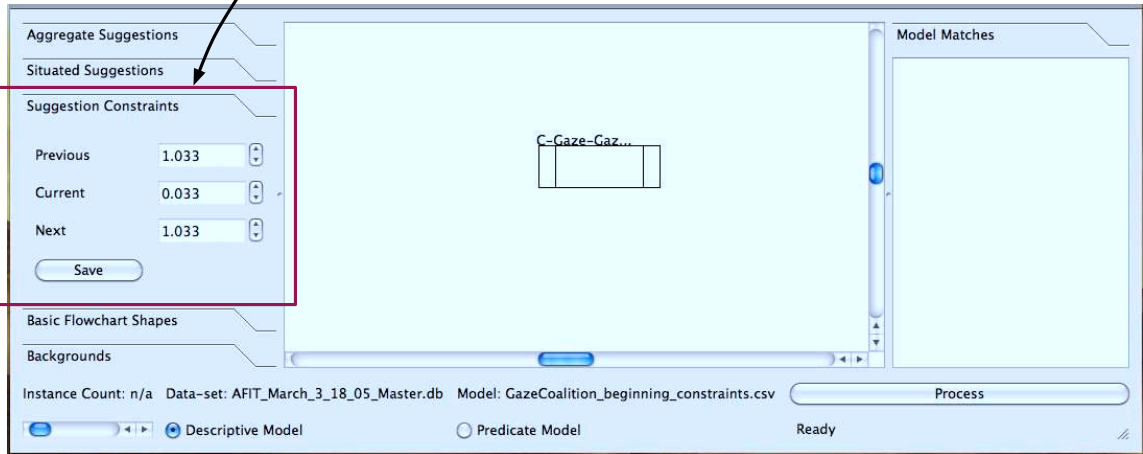 Aggregate Suggestions
Situated Suggestions
Suggestion Constraints
Previous 1.033
Current 0.033
Next 1.033
Save
Basic Flowchart Shapes
Backgrounds
C-Gaze-Gaz...
Model Matches
Instance Count: n/a Data-set: AFIT_March_3_18_05_Master.db Model: GazeCoalition_beginning_constraints.csv Process
Descriptive Model Predicate Model Ready